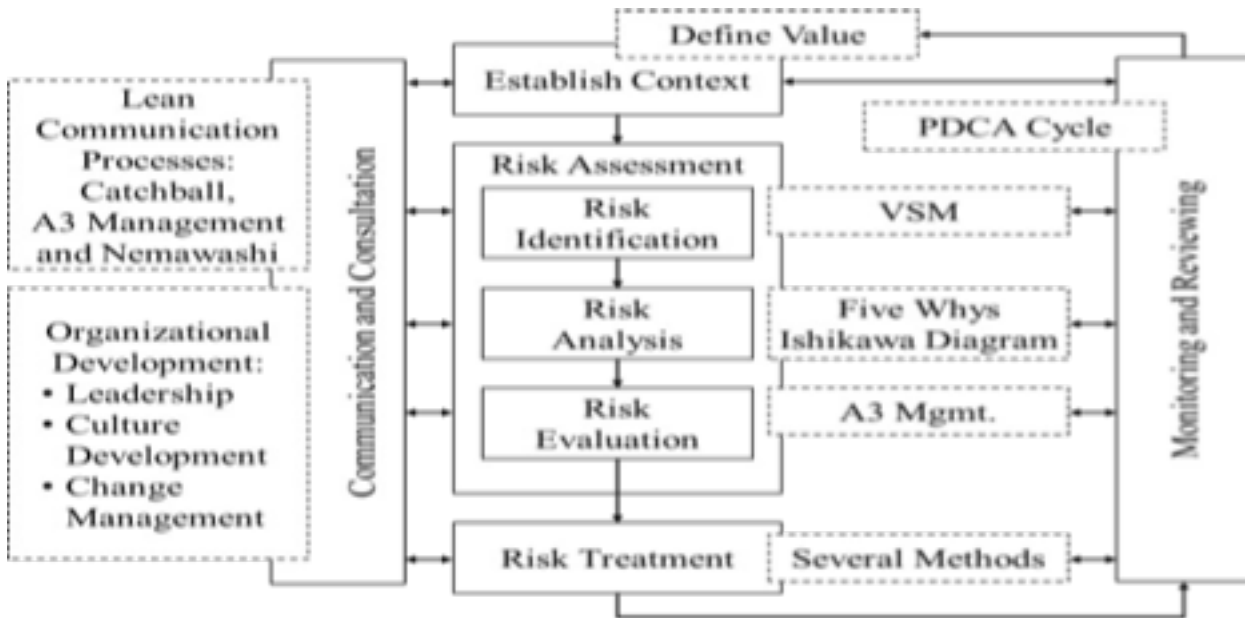 Define Value
Establish Context
Lean
Communication
Processes:
Catchball,
A3 Management
and Nemawashi
Organizational
Development:
• Leadership
• Culture
Development
• Change
Management
Communication and Consultation
Risk Assessment
Risk
Identification
Risk
Analysis
Risk
Evaluation
Risk Treatment
PDCA Cycle
VSM
Five Whys
Ishikawa Diagram
A3 Mgmt.
Several Methods
Monitoring and Reviewing